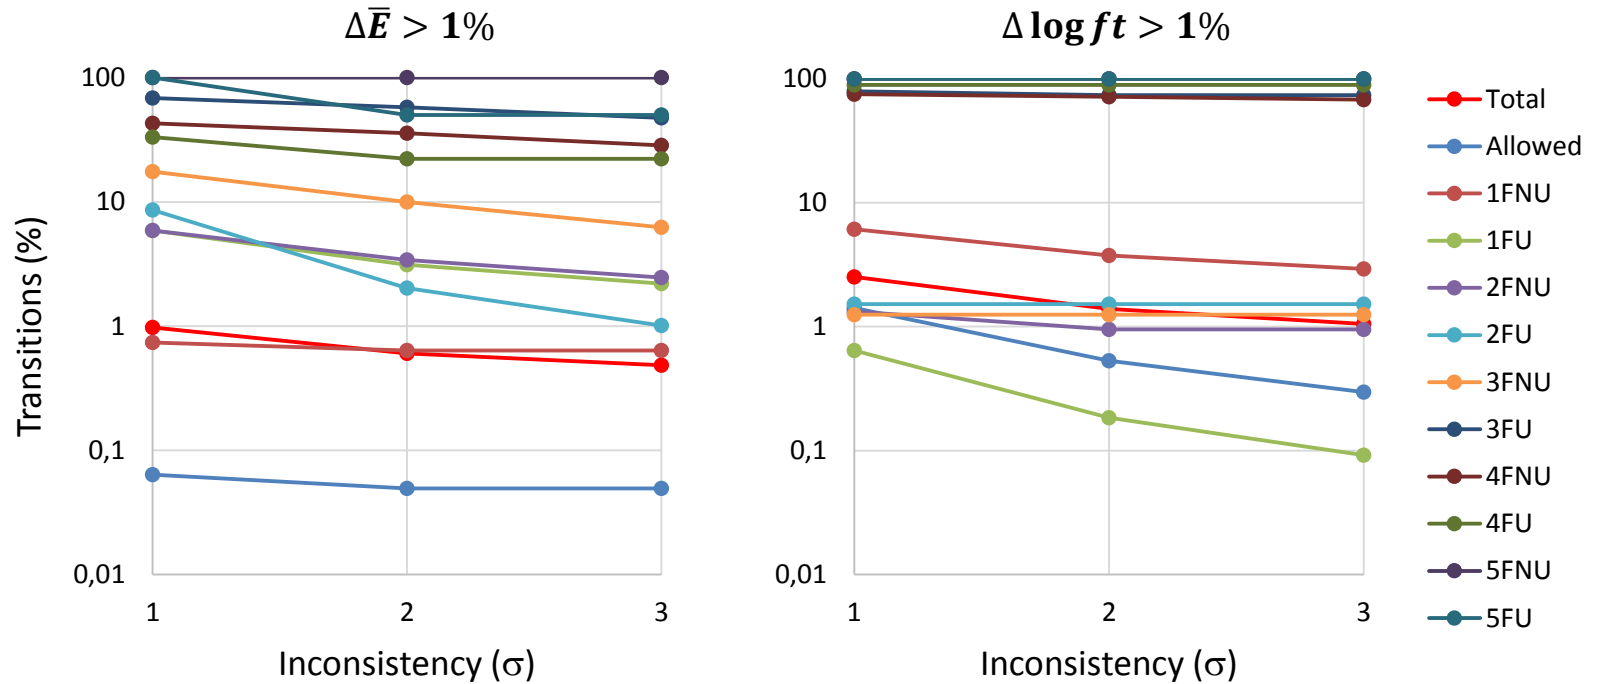 ΔE̅ > 1%
Δ log ft > 1%
Transitions (%)
100
10
1
0,1
0,01
1 2 3
Inconsistency (σ)
100
10
1
0,1
0,01
1 2 3
Inconsistency (σ)
Total
Allowed
1FNU
1FU
2FNU
2FU
3FNU
3FU
4FNU
4FU
5FNU
5FU